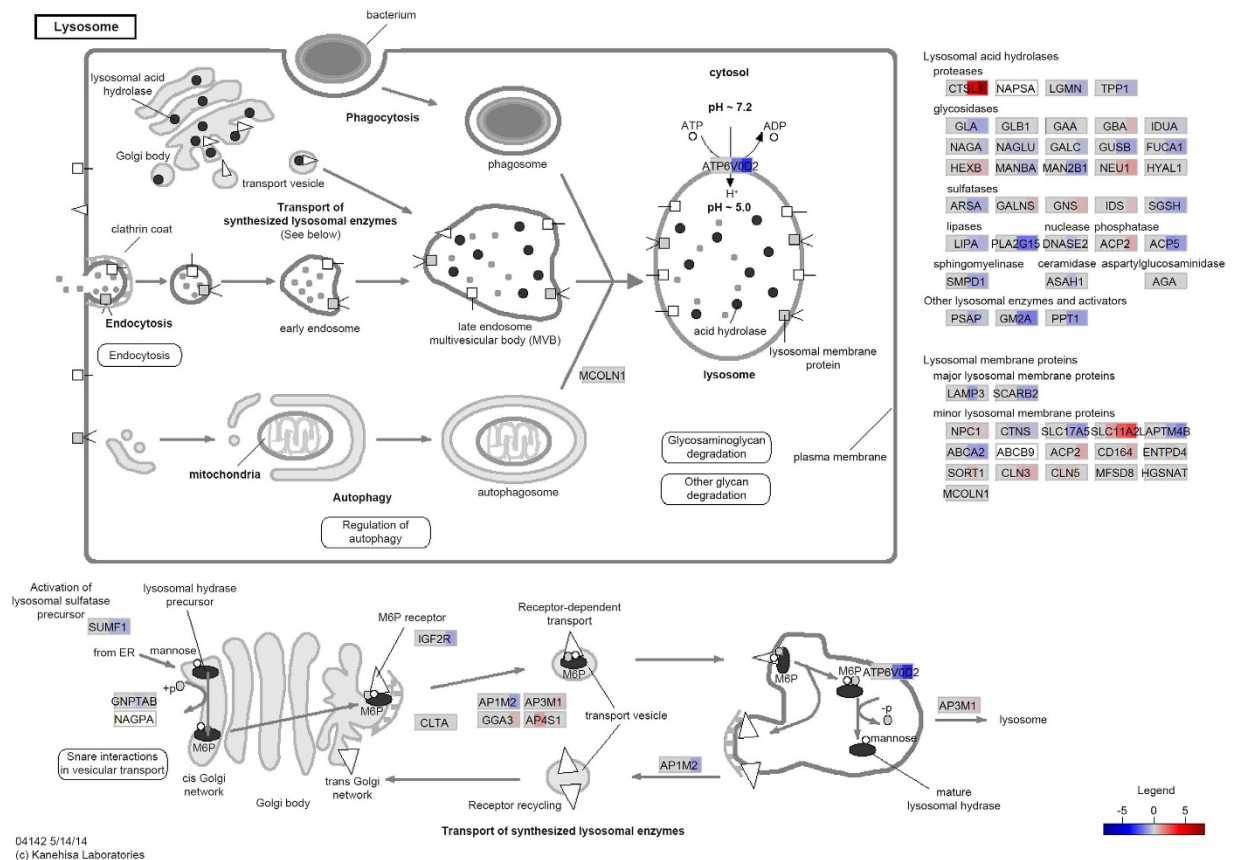 Lysosome
bacterium
lysosomal acid
hydrolase
Golgi body
transport vesicle
Phagocytosis
phagosome
Transport of
synthesized lysosomal enzymes
(See below)
clathrin coat
Endocytosis
Endocytosis
early endosome
late endosome
multivesicular body (MVB)
cytosol
pH ~ 7.2
ATP
ADP
ATP6V0D2
H+
pH ~ 5.0
acid hydrolase
lysosomal membrane
protein
lysosome
MCOLN1
mitochondria
Autophagy
autophagosome
Regulation of
autophagy
Glycosaminoglycan
degradation
Other glycan
degradation
plasma membrane
Lysosomal acid hydrolases
proteases
CTSL1 NAPSA LGMN TPP1
glycosidases
GLA GLB1 GAA GBA IDUA
NAGA NAGLU GALC GUSB FUCA1
HEXB MANBA MAN2B1 NEU1 HYAL1
sulfatases
ARSA GALNS GNS IDS SGSH
lipases nuclease phosphatase
LIPA PLA2G15 DNASE2 ACP2 ACP5
sphingomyelinase ceramidase aspartylglucosaminidase
SMPD1 ASAH1 AGA
Other lysosomal enzymes and activators
PSAP GM2A PPT1
Lysosomal membrane proteins
major lysosomal membrane proteins
LAMP3 SCARB2
minor lysosomal membrane proteins
NPC1 CTNS SLC17A5 SLC11A2 LAPTM4B
ABCA2 ABCB9 ACP2 CD164 ENTPD4
SORT1 CLN3 CLN5 MFSD8 HGSNAT
MCOLN1
Activation of
lysosomal sulfatase
precursor
SUMF1
lysosomal hydrase
precursor
from ER
mannose
+p
GNPTAB
NAGPA
M6P
Snare interactions
in vesicular transport
cis Golgi
network
Golgi body
trans Golgi
network
M6P
M6P receptor
IGF2R
CLTA
AP1M2 AP3M1
GGA3 AP4S1
Receptor-dependent
transport
M6P
transport vesicle
Receptor recycling
AP1M2
M6P
M6P
ATP6V0D2
-p
mannose
AP3M1
lysosome
mature
lysosomal hydrase
Transport of synthesized lysosomal enzymes
Legend
-5 0 5
04142 5/14/14
(c) Kanehisa Laboratories